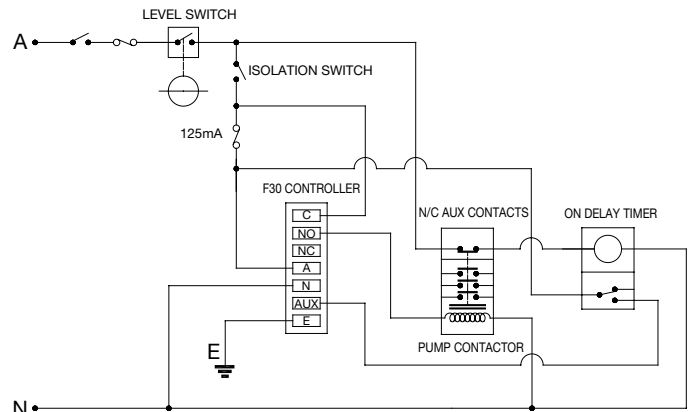 LEVEL SWITCH
A
ISOLATION SWITCH
125mA
F30 CONTROLLER
N/C AUX CONTACTS
ON DELAY TIMER
C
NO
NC
A
N
AUX
E
E
PUMP CONTACTOR
N